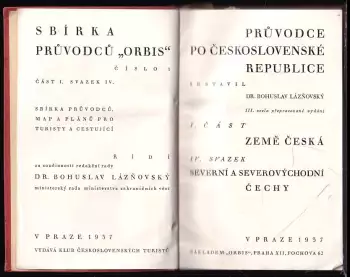 SBÍRKA
PRŮVODCŮ „ORBIS"
ČÍSLO 1
ČÁST I. SVAZEK IV.
SBÍRKA PRŮVODCŮ,
MAP A PLÁNŮ PRO
TURISTY A CESTUJÍCÍ
ŘÍDÍ
za součinnosti redakční rady
DR. BOHUSLAV LÁZŇOVSKÝ
ministerský rada ministerstva zahraničních věcí
V PRAZE 1937
VYDÁVÁ KLUB ČESKOSLOVENSKÝCH TURISTŮ
PRŮVODCE
PO ČESKOSLOVENSKÉ
REPUBLICE
SESTAVIL
DR. BOHUSLAV LÁZŇOVSKÝ
III. zcela přepracované vydání
I. ČÁST
ZEMĚ ČESKÁ
IV. SVAZEK
SEVERNÍ A SEVEROVÝCHODNÍ
ČECHY
V PRAZE 1937
NÁKLADEM „ORBIS", PRAHA XII, FOCHOVA 62